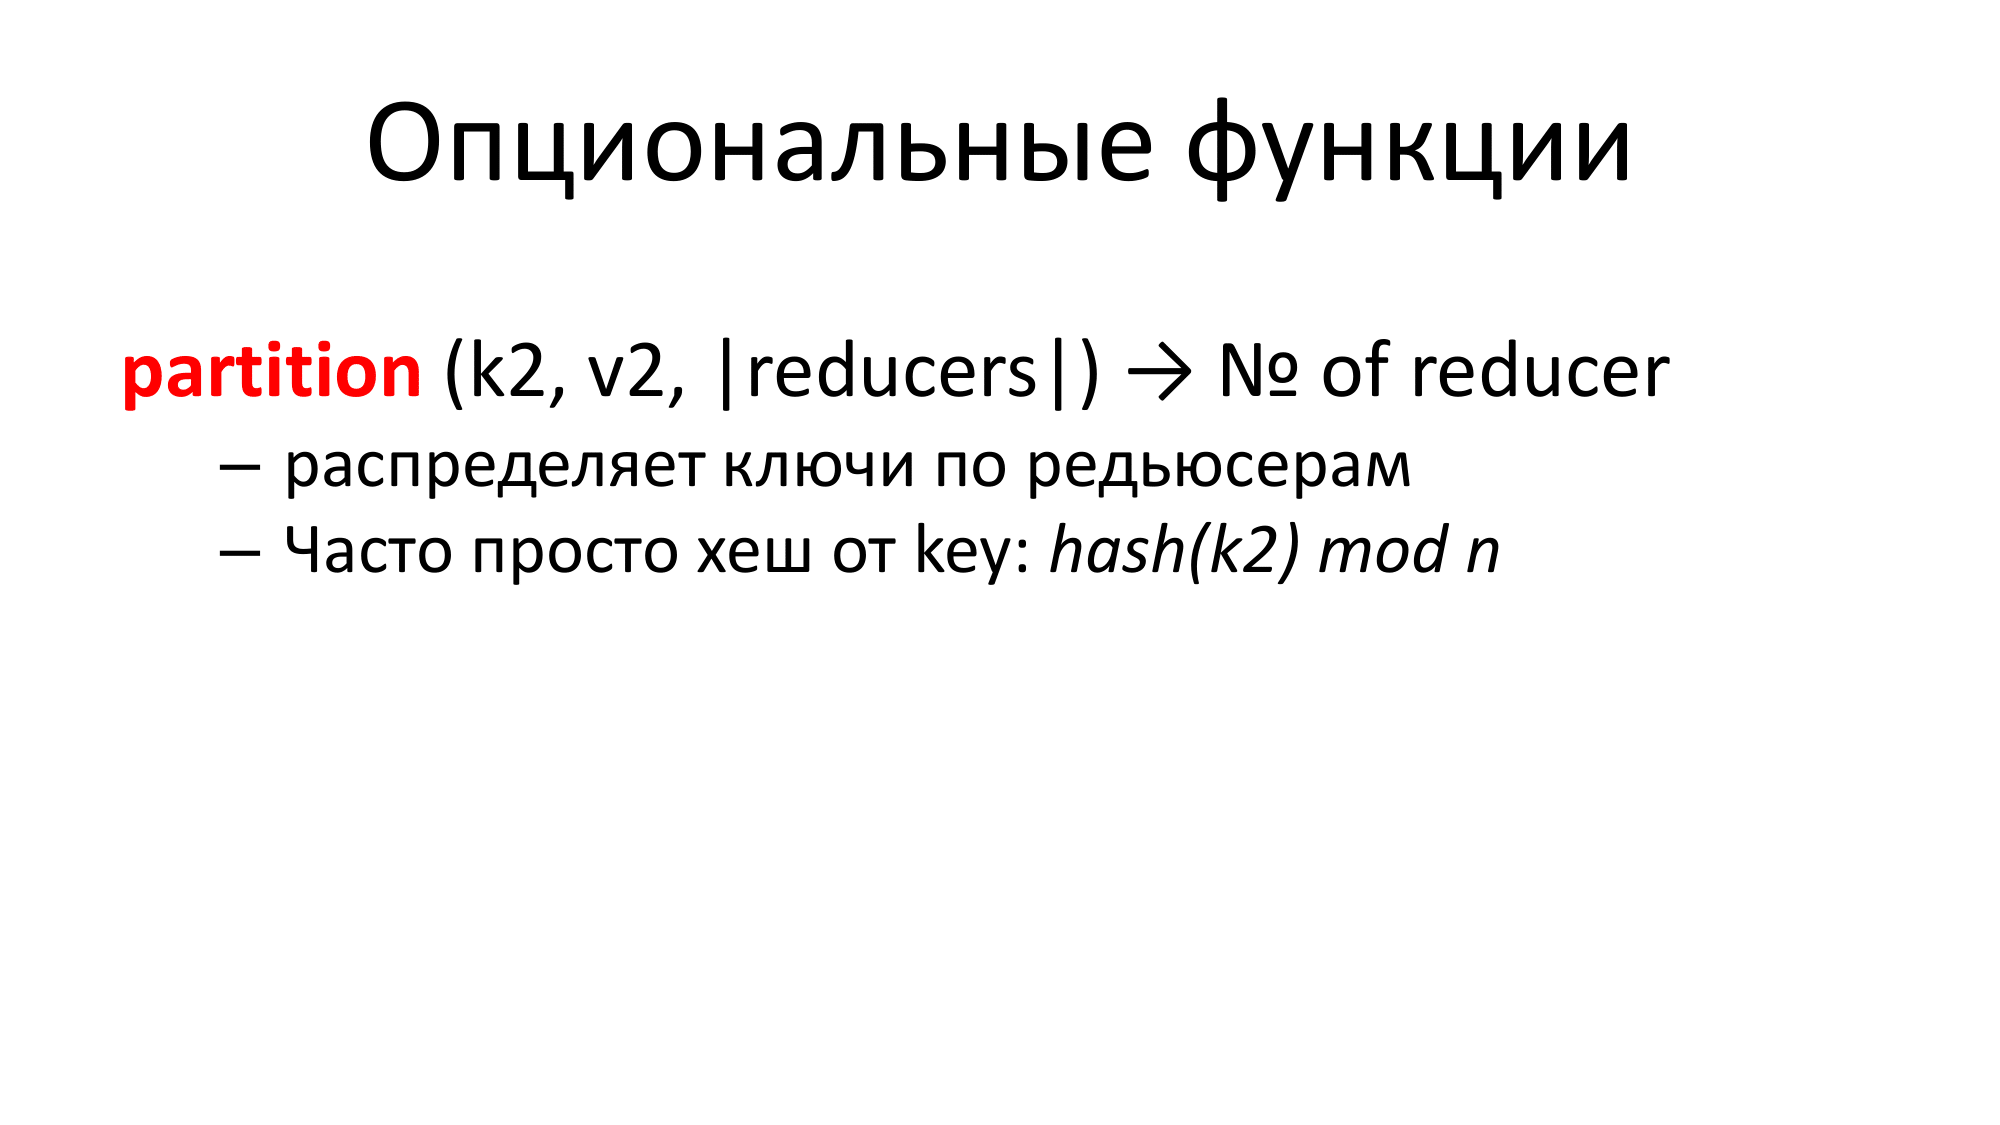 Опциональные функции
partition (k2, v2, |reducers|) → № of reducer
– распределяет ключи по редьюсерам
– Часто просто хеш от key: hash(k2) mod n